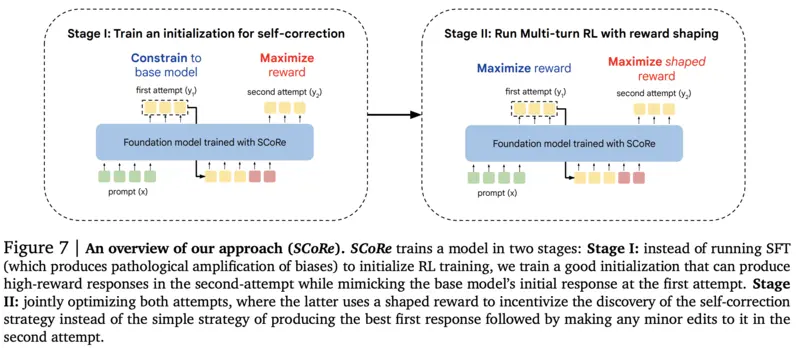 Stage I: Train an initialization for self-correction
Constrain to
base model
Maximize
reward
first attempt (y₁)
second attempt (y₂)
Foundation model trained with SCoRe
prompt (x)
Stage II: Run Multi-turn RL with reward shaping
Maximize reward
Maximize shaped
reward
first attempt (y₁)
second attempt (y₂)
Foundation model trained with SCoRe
prompt (x)
Figure 7 | An overview of our approach (SCoRe). SCoRe trains a model in two stages: Stage I: instead of running SFT
(which produces pathological amplification of biases) to initialize RL training, we train a good initialization that can produce
high-reward responses in the second-attempt while mimicking the base model's initial response at the first attempt. Stage
II: jointly optimizing both attempts, where the latter uses a shaped reward to incentivize the discovery of the self-correction
strategy instead of the simple strategy of producing the best first response followed by making any minor edits to it in the
second attempt.